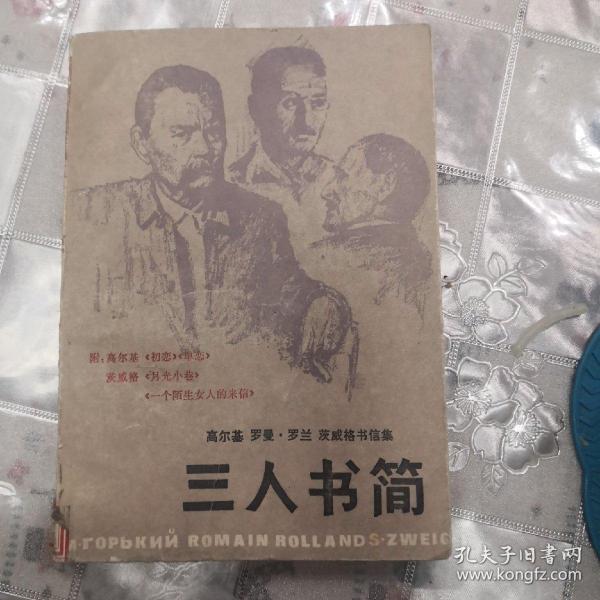 附：高尔基《初恋》《单恋》
茨威格《月光小巷》
《一个陌生女人的来信》
高尔基 罗曼·罗兰 茨威格书信集
三人书简
М·ГОРЬКИЙ ROMAIN ROLLAND S·ZWEIG
孔夫子旧书网
www.kongfz.com